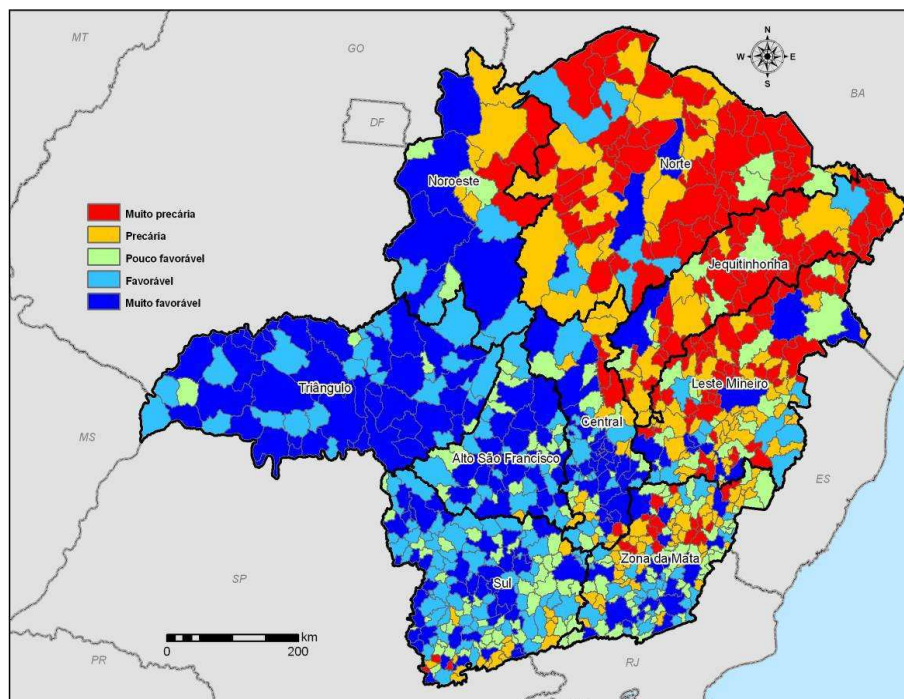 MT
GO
N
W E
S
BA
DF
Noroeste
Norte
Muito precária
Precária
Pouco favorável
Favorável
Muito favorável
Jequitinhonha
Triângulo
Leste Mineiro
Central
MS
Alto São Francisco
ES
Zona da Mata
Sul
SP
km
0 200
PR
RJ